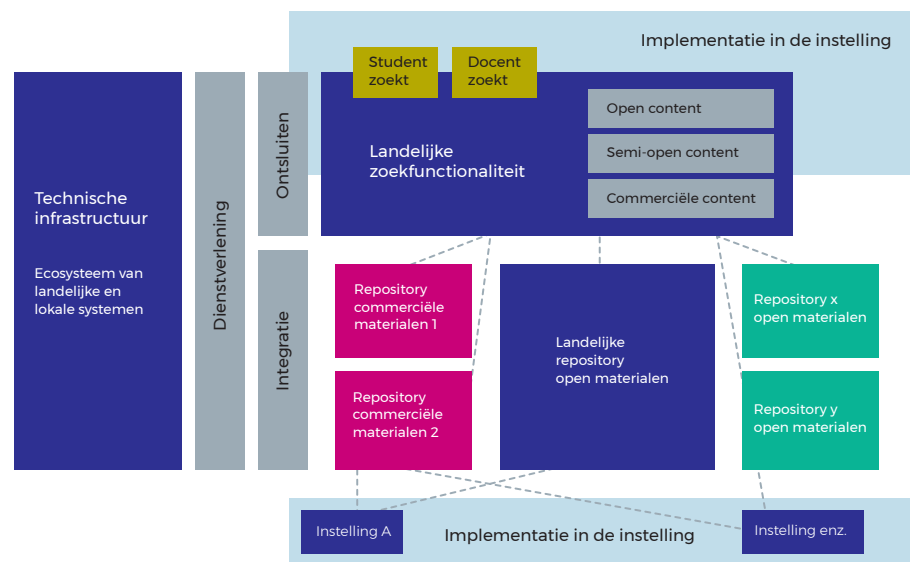 Implementatie in de instelling
Student
zoekt
Docent
zoekt
Technische
infrastructuur
Ecosysteem van
landelijke en
lokale systemen
Dienstverlening
Ontsluiten
Integratie
Landelijke
zoekfunctionaliteit
Open content
Semi-open content
Commerciële content
Repository
commerciële
materialen 1
Repository
commerciële
materialen 2
Landelijke
repository
open materialen
Repository x
open materialen
Repository y
open materialen
Instelling A
Implementatie in de instelling
Instelling enz.